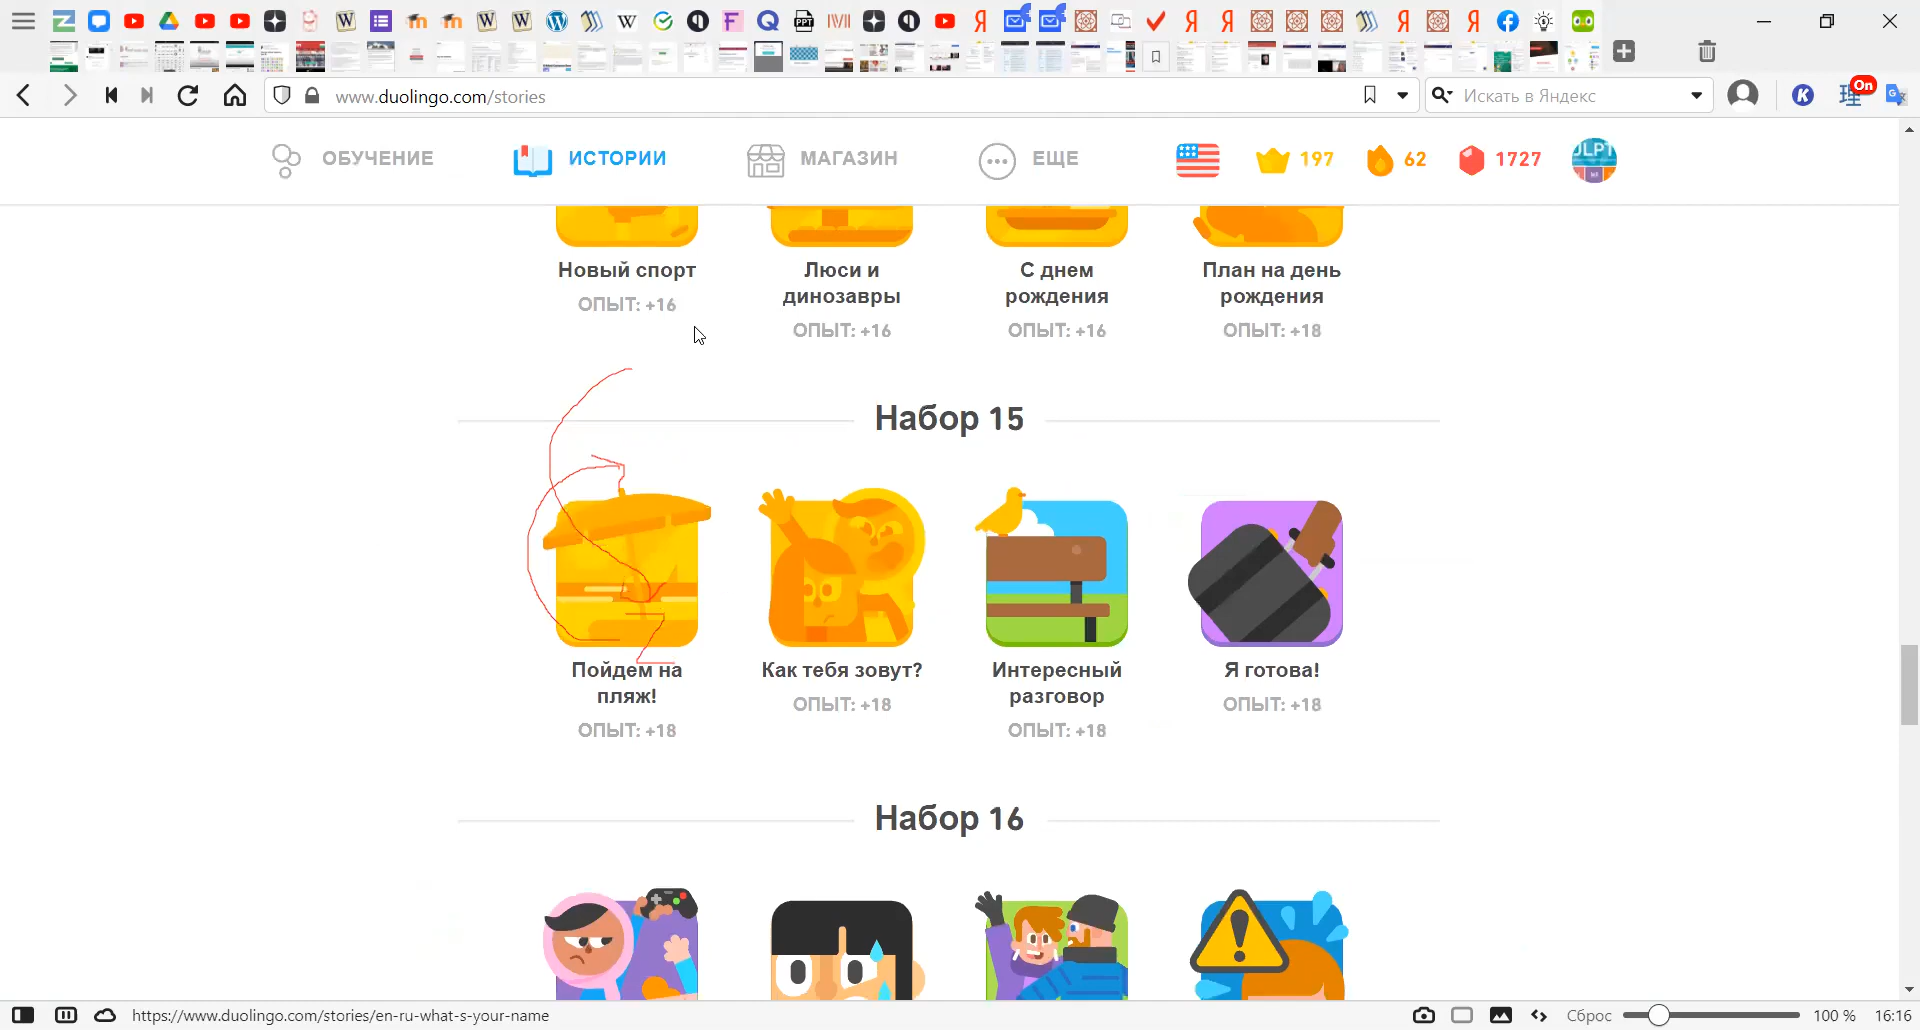 www.duolingo.com/stories
Искать в Яндекс
On
ОБУЧЕНИЕ
ИСТОРИИ
МАГАЗИН
ЕЩЕ
197
62
1727
JLPT
Новый спорт
ОПЫТ: +16
Люси и
динозавры
ОПЫТ: +16
С днем
рождения
ОПЫТ: +16
План на день
рождения
ОПЫТ: +18
Набор 15
Пойдем на
пляж!
ОПЫТ: +18
Как тебя зовут?
ОПЫТ: +18
Интересный
разговор
ОПЫТ: +18
Я готова!
ОПЫТ: +18
Набор 16
https://www.duolingo.com/stories/en-ru-what-s-your-name
Сброс
100 %
16:16